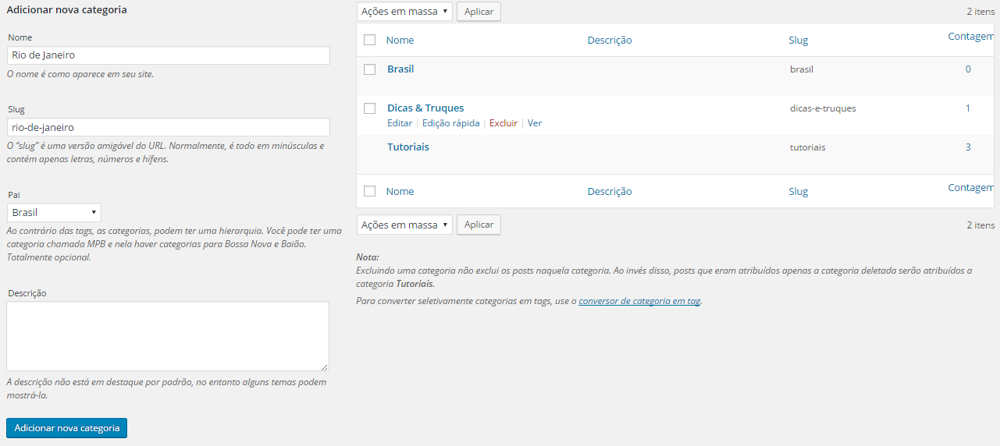 Adicionar nova categoria
Nome
Rio de Janeiro
O nome é como aparece em seu site.
Slug
rio-de-janeiro
O “slug” é uma versão amigável do URL. Normalmente, é todo em minúsculas e
contém apenas letras, números e hífens.
Pai
Brasil
Ao contrário das tags, as categorias, podem ter uma hierarquia. Você pode ter uma
categoria chamada MPB e nela haver categorias para Bossa Nova e Baião.
Totalmente opcional.
Descrição
A descrição não está em destaque por padrão, no entanto alguns temas podem
mostrá-la.
Adicionar nova categoria
Ações em massa Aplicar 2 itens
Nome Descrição Slug Contagem
Brasil brasil 0
Dicas & Truques dicas-e-truques 1
Editar | Edição rápida | Excluir | Ver
Tutoriais tutoriais 3
Nome Descrição Slug Contagem
Ações em massa Aplicar 2 itens
Nota:
Excluindo uma categoria não exclui os posts naquela categoria. Ao invés disso, posts que eram atribuídos apenas a categoria deletada serão atribuídos a
categoria Tutoriais.
Para converter seletivamente categorias em tags, use o conversor de categoria em tag.